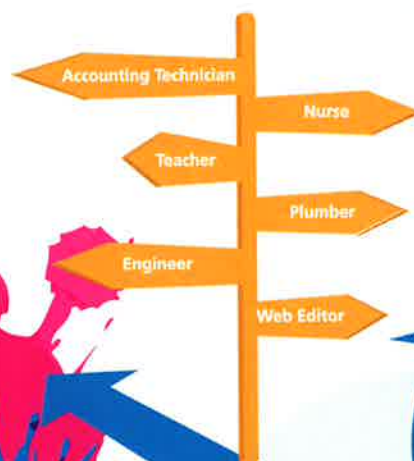 Accounting Technician
Nurse
Teacher
Plumber
Engineer
Web Editor